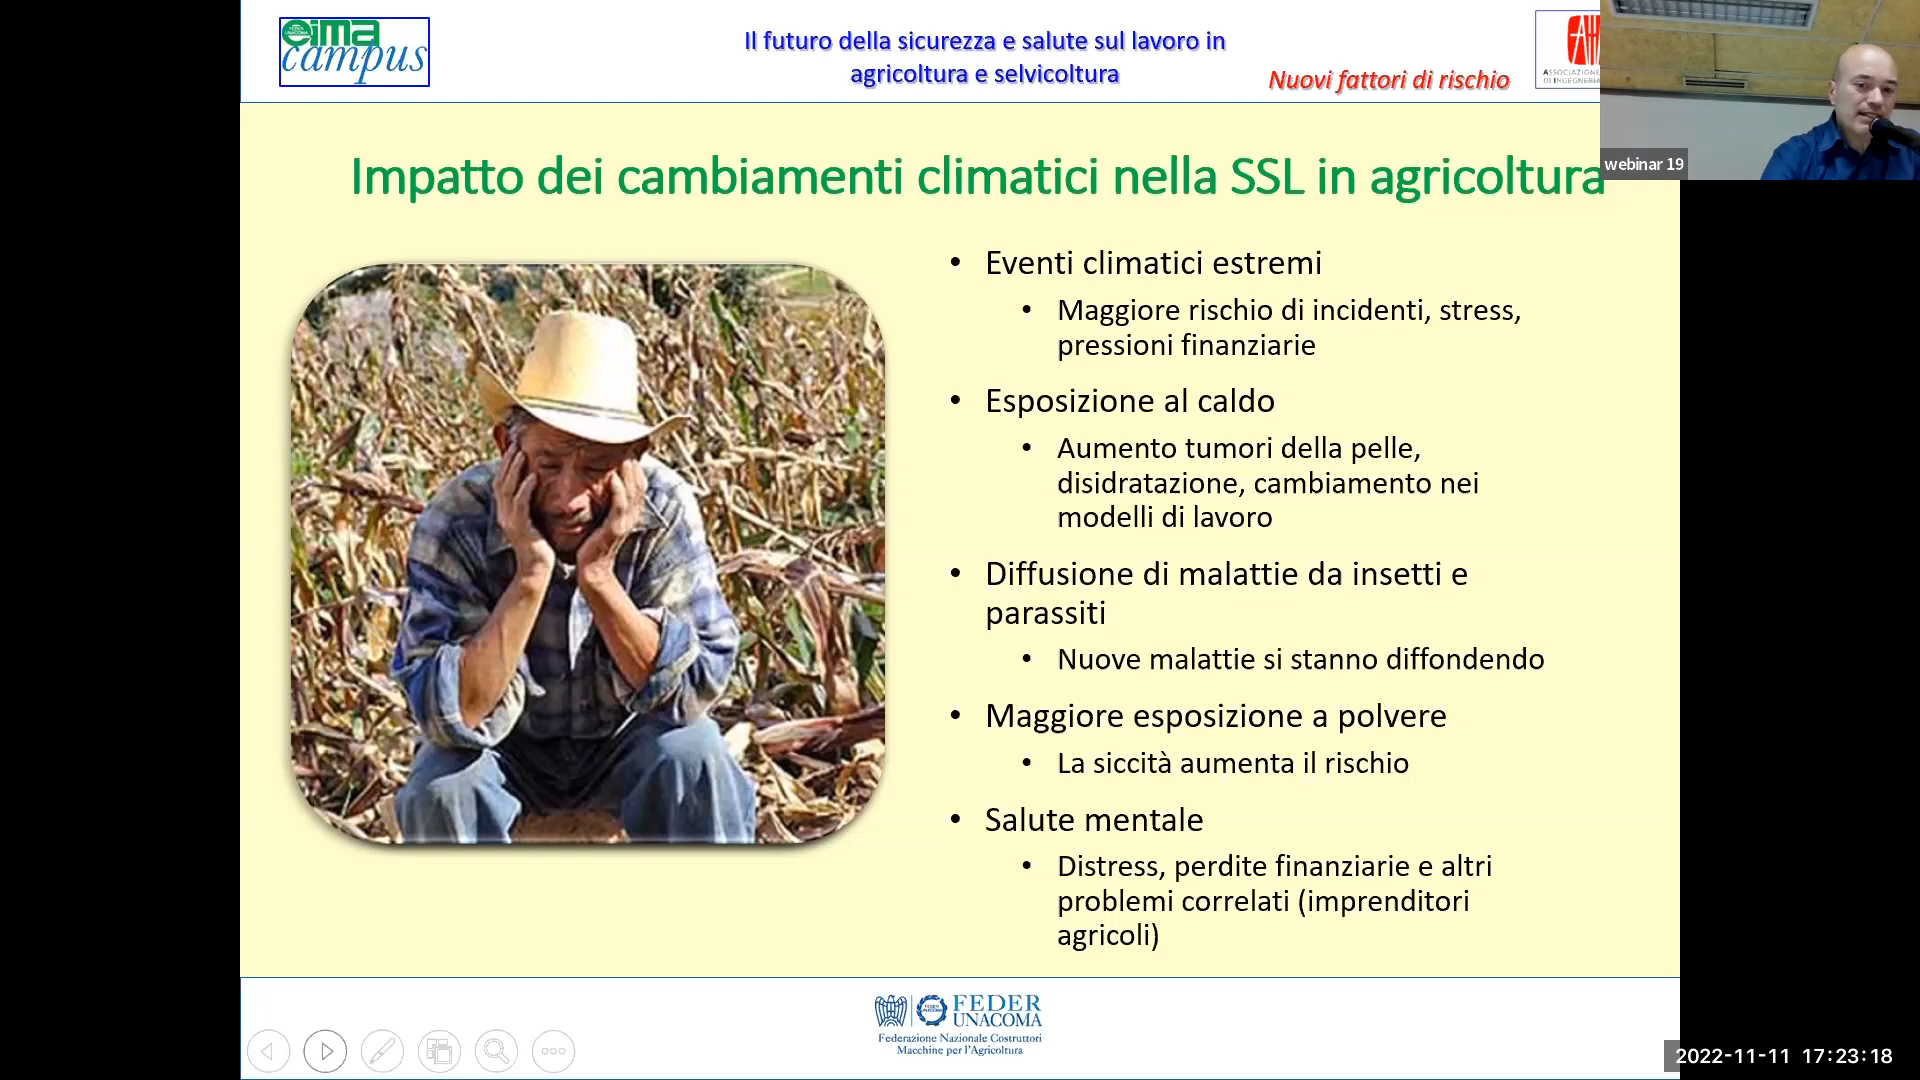 eima
campus
Il futuro della sicurezza e salute sul lavoro in
agricoltura e selvicoltura
Nuovi fattori di rischio
ASSOCIAZIONE
webinar 19
Impatto dei cambiamenti climatici nella SSL in agricoltura
• Eventi climatici estremi
• Maggiore rischio di incidenti, stress,
pressioni finanziarie
• Esposizione al caldo
• Aumento tumori della pelle,
disidratazione, cambiamento nei
modelli di lavoro
• Diffusione di malattie da insetti e
parassiti
• Nuove malattie si stanno diffondendo
• Maggiore esposizione a polvere
• La siccità aumenta il rischio
• Salute mentale
• Distress, perdite finanziarie e altri
problemi correlati (imprenditori
agricoli)
FEDER
UNACOMA
Federazione Nazionale Costruttori
Macchine per l'Agricoltura
2022-11-11 17:23:18